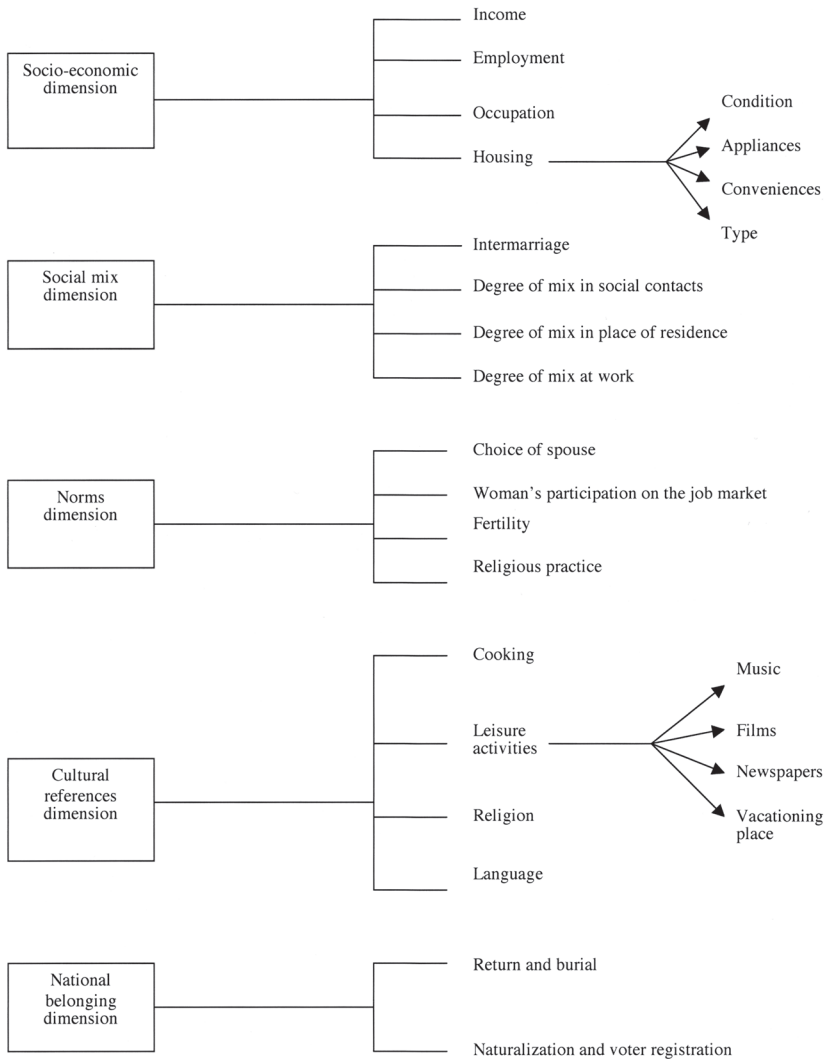 Socio-economic
dimension
Income
Employment
Occupation
Housing
Condition
Appliances
Conveniences
Type
Social mix
dimension
Intermarriage
Degree of mix in social contacts
Degree of mix in place of residence
Degree of mix at work
Norms
dimension
Choice of spouse
Woman's participation on the job market
Fertility
Religious practice
Cultural
references
dimension
Cooking
Leisure
activities
Religion
Language
Music
Films
Newspapers
Vacationing
place
National
belonging
dimension
Return and burial
Naturalization and voter registration